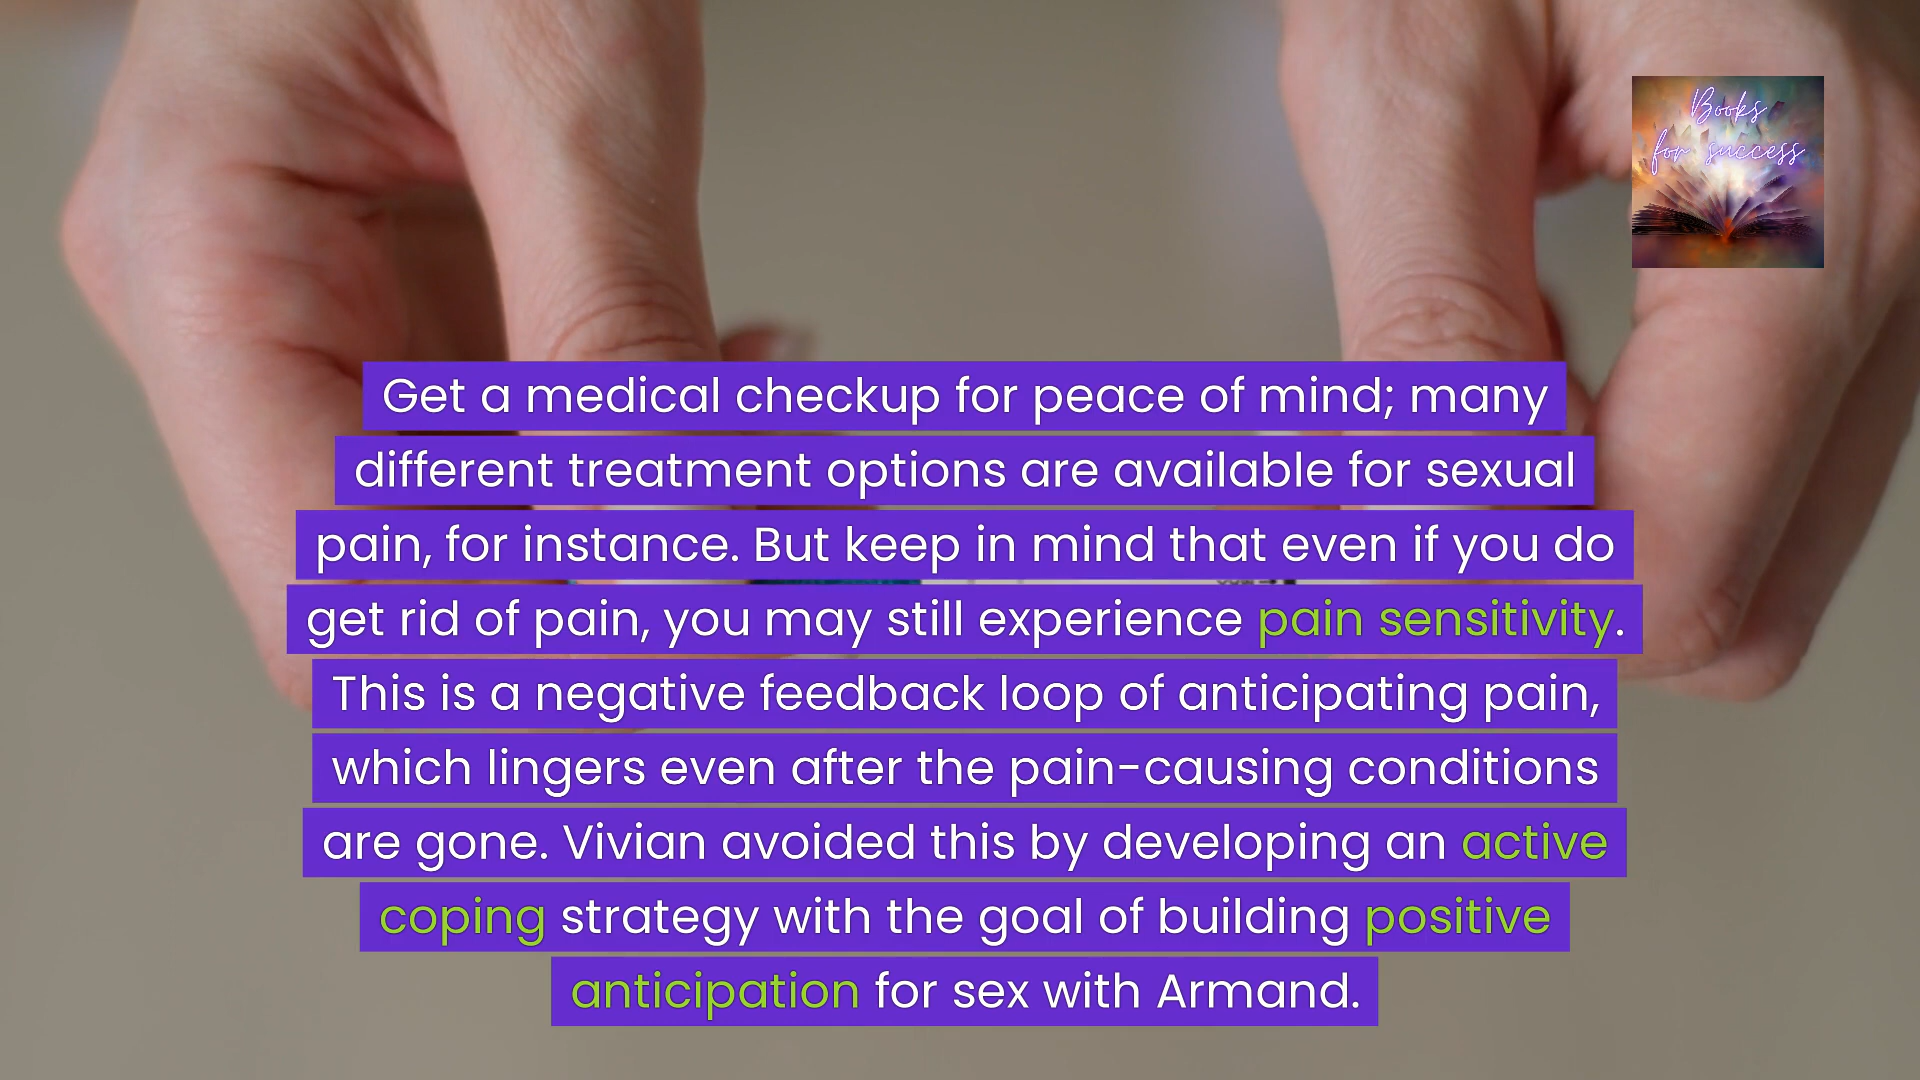 Books
for success
Get a medical checkup for peace of mind; many
different treatment options are available for sexual
pain, for instance. But keep in mind that even if you do
get rid of pain, you may still experience pain sensitivity.
This is a negative feedback loop of anticipating pain,
which lingers even after the pain-causing conditions
are gone. Vivian avoided this by developing an active
coping strategy with the goal of building positive
anticipation for sex with Armand.